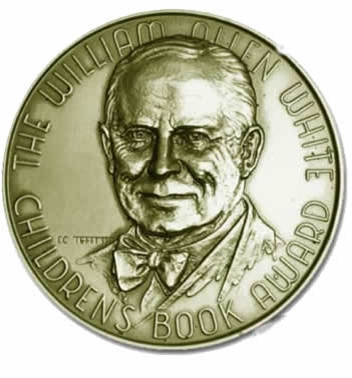 THE WILLIAM ALLEN WHITE
CHILDREN'S BOOK AWARD